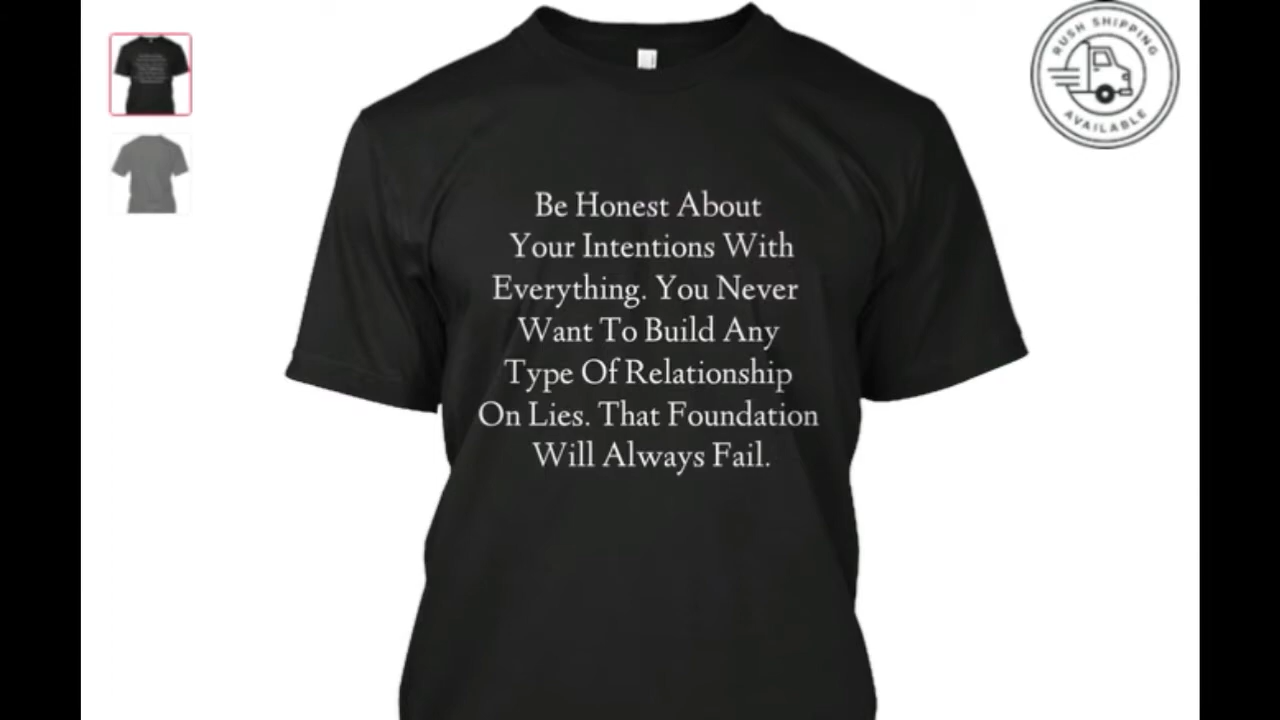 RUSH SHIPPING
AVAILABLE
Be Honest About
Your Intentions With
Everything. You Never
Want To Build Any
Type Of Relationship
On Lies. That Foundation
Will Always Fail.